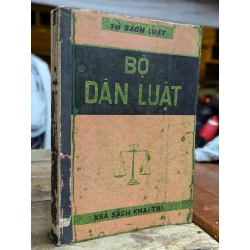 TỦ SÁCH LUẬT
BỘ
DÂN LUẬT
NHÀ SÁCH KHAI-TRÍ